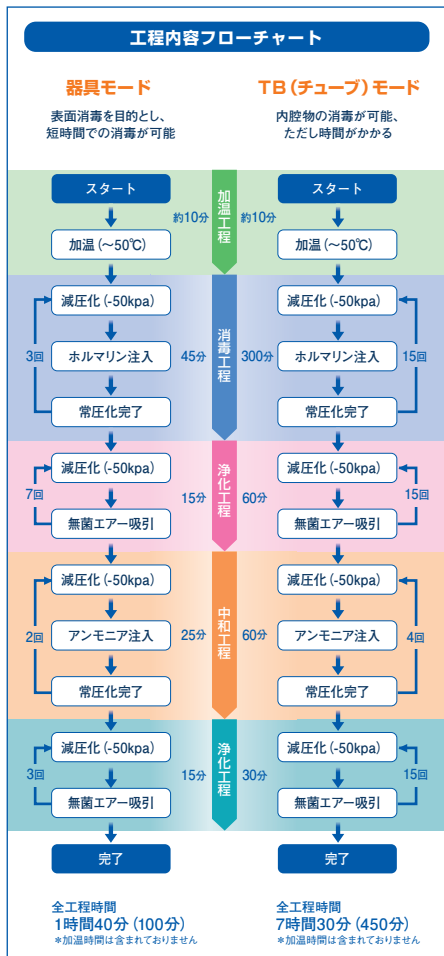 工程内容フローチャート
器具モード
表面消毒を目的とし、
短時間での消毒が可能
TB(チューブ)モード
内腔物の消毒が可能、
ただし時間がかかる
スタート
加温工程
スタート
約10分
約10分
加温(〜50℃)
加温(〜50℃)
減圧化(-50kpa)
消毒工程
減圧化(-50kpa)
3回
ホルマリン注入
45分
300分
ホルマリン注入
15回
常圧化完了
常圧化完了
減圧化(-50kpa)
浄化工程
減圧化(-50kpa)
7回
15分
60分
15回
無菌エアー吸引
無菌エアー吸引
減圧化(-50kpa)
中和工程
減圧化(-50kpa)
2回
アンモニア注入
25分
60分
アンモニア注入
4回
常圧化完了
常圧化完了
減圧化(-50kpa)
浄化工程
減圧化(-50kpa)
3回
15分
30分
15回
無菌エアー吸引
無菌エアー吸引
完了
完了
全工程時間
1時間40分(100分)
*加温時間は含まれておりません
全工程時間
7時間30分(450分)
*加温時間は含まれておりません